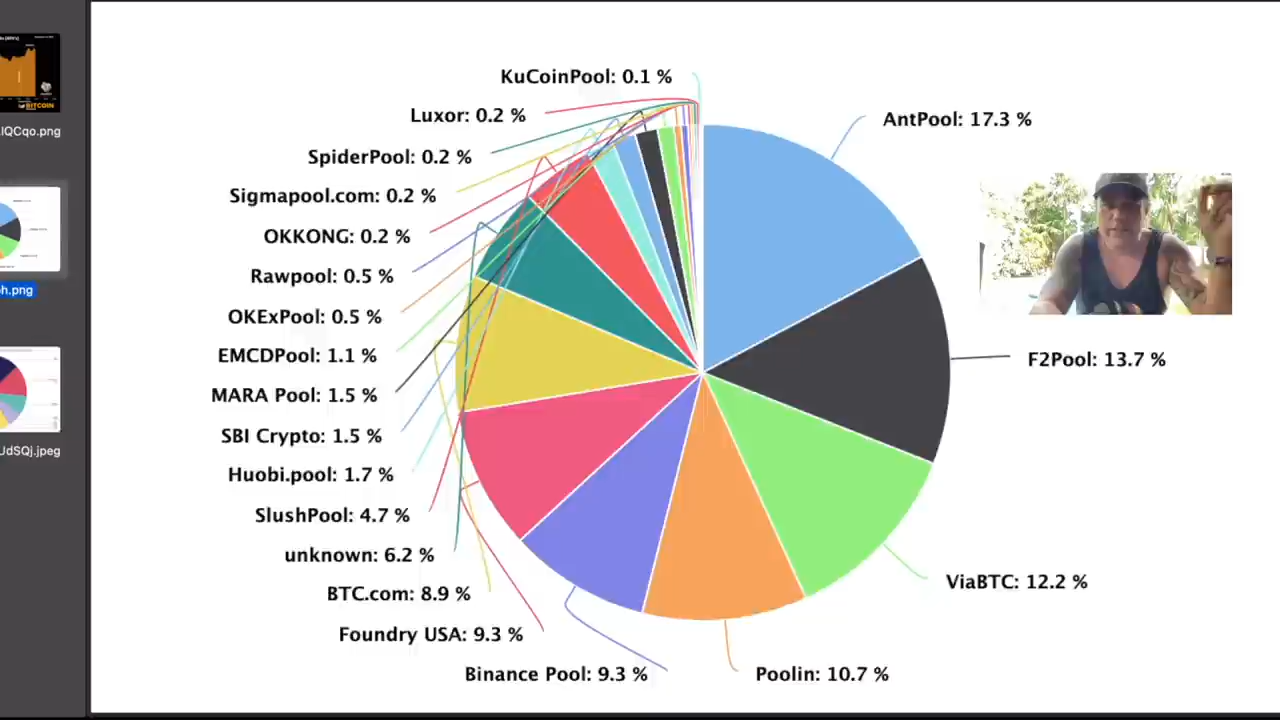 KuCoinPool: 0.1 %
Luxor: 0.2 %
SpiderPool: 0.2 %
Sigmapool.com: 0.2 %
OKKONG: 0.2 %
Rawpool: 0.5 %
OKExPool: 0.5 %
EMCDPool: 1.1 %
MARA Pool: 1.5 %
SBI Crypto: 1.5 %
Huobi.pool: 1.7 %
SlushPool: 4.7 %
unknown: 6.2 %
BTC.com: 8.9 %
Foundry USA: 9.3 %
Binance Pool: 9.3 %
AntPool: 17.3 %
F2Pool: 13.7 %
ViaBTC: 12.2 %
Poolin: 10.7 %
BITCOIN
lQCqo.png
h.png
UdSQj.jpeg